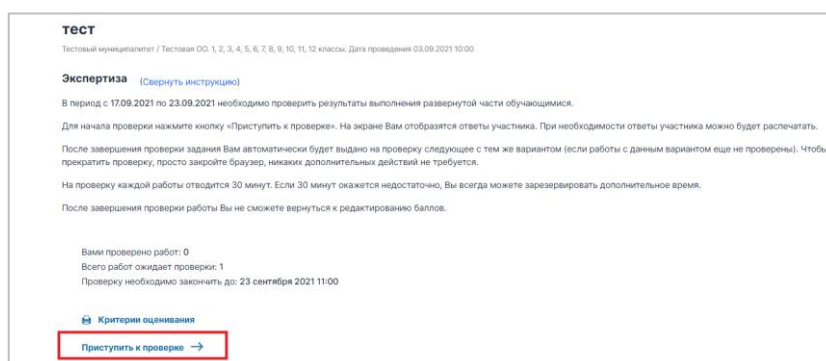 тест
Тестовый муниципалитет / Тестовая ОО. 1, 2, 3, 4, 5, 6, 7, 8, 9, 10, 11, 12 классы. Дата проведения 03.09.2021 10:00
Экспертиза (Свернуть инструкцию)
В период с 17.09.2021 по 23.09.2021 необходимо проверить результаты выполнения развернутой части обучающимися.
Для начала проверки нажмите кнопку «Приступить к проверке». На экране Вам отобразятся ответы участника. При необходимости ответы участника можно будет распечатать.
После завершения проверки задания Вам автоматически будет выдано на проверку следующее с тем же вариантом (если работы с данным вариантом еще не проверены). Чтобы
прекратить проверку, просто закройте браузер, никаких дополнительных действий не требуется.
На проверку каждой работы отводится 30 минут. Если 30 минут окажется недостаточно, Вы всегда можете зарезервировать дополнительное время.
После завершения проверки работы Вы не сможете вернуться к редактированию баллов.
Вами проверено работ: 0
Всего работ ожидает проверки: 1
Проверку необходимо закончить до: 23 сентября 2021 11:00
Критерии оценивания
Приступить к проверке →